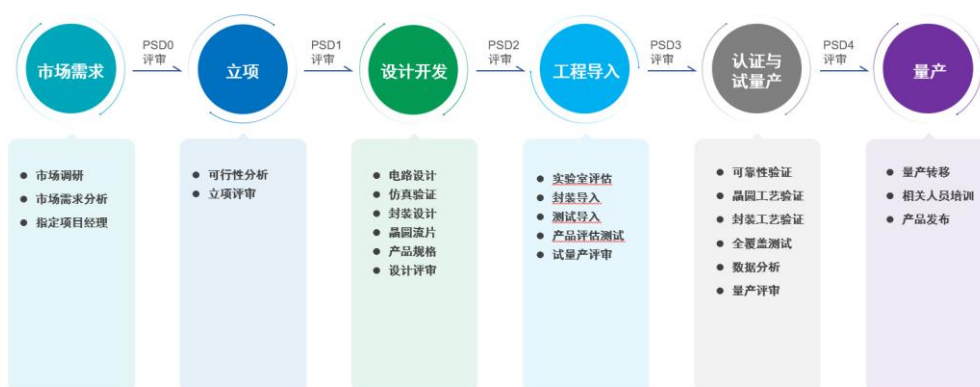 市场需求
PSD0
评审
立项
PSD1
评审
设计开发
PSD2
评审
工程导入
PSD3
评审
认证与
试量产
PSD4
评审
量产
● 市场调研
● 市场需求分析
● 指定项目经理
● 可行性分析
● 立项评审
● 电路设计
● 仿真验证
● 封装设计
● 晶圆流片
● 产品规格
● 设计评审
● 实验室评估
● 封装导入
● 测试导入
● 产品评估测试
● 试量产评审
● 可靠性验证
● 晶圆工艺验证
● 封装工艺验证
● 全覆盖测试
● 数据分析
● 量产评审
● 量产转移
● 相关人员培训
● 产品发布